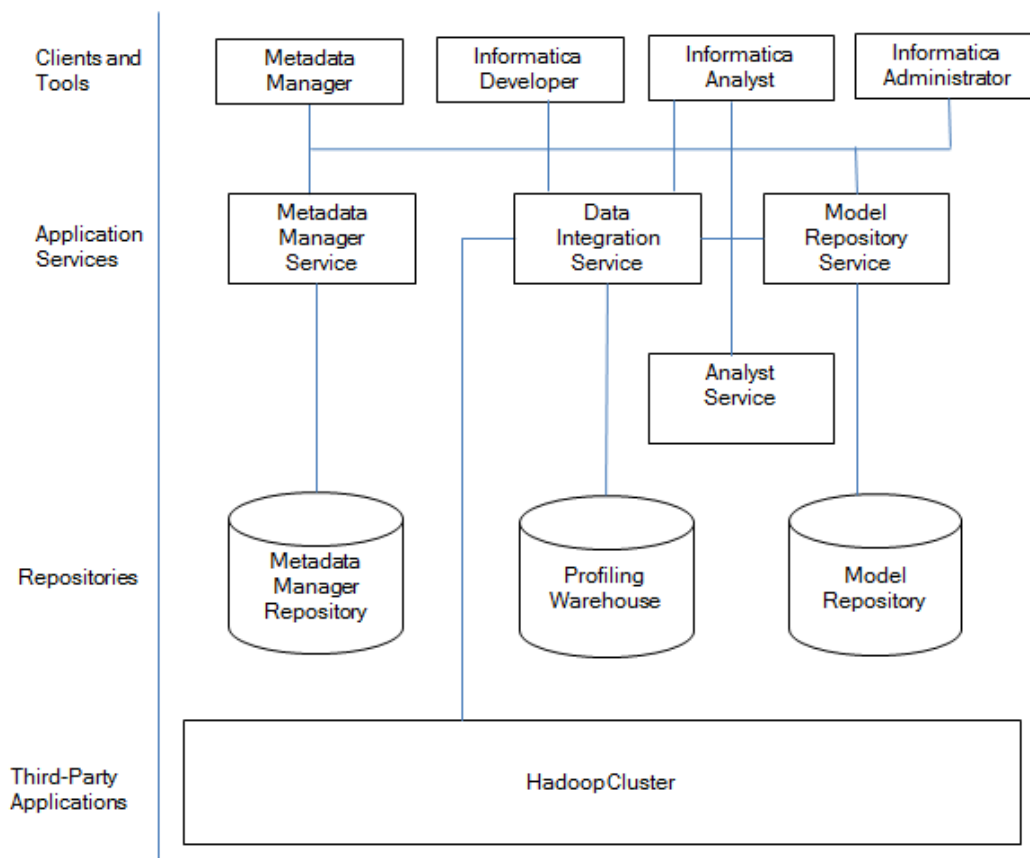 Clients and
Tools
Metadata
Manager
Informatica
Developer
Informatica
Analyst
Informatica
Administrator
Application
Services
Metadata
Manager
Service
Data
Integration
Service
Model
Repository
Service
Analyst
Service
Repositories
Metadata
Manager
Repository
Profiling
Warehouse
Model
Repository
Third-Party
Applications
Hadoop Cluster